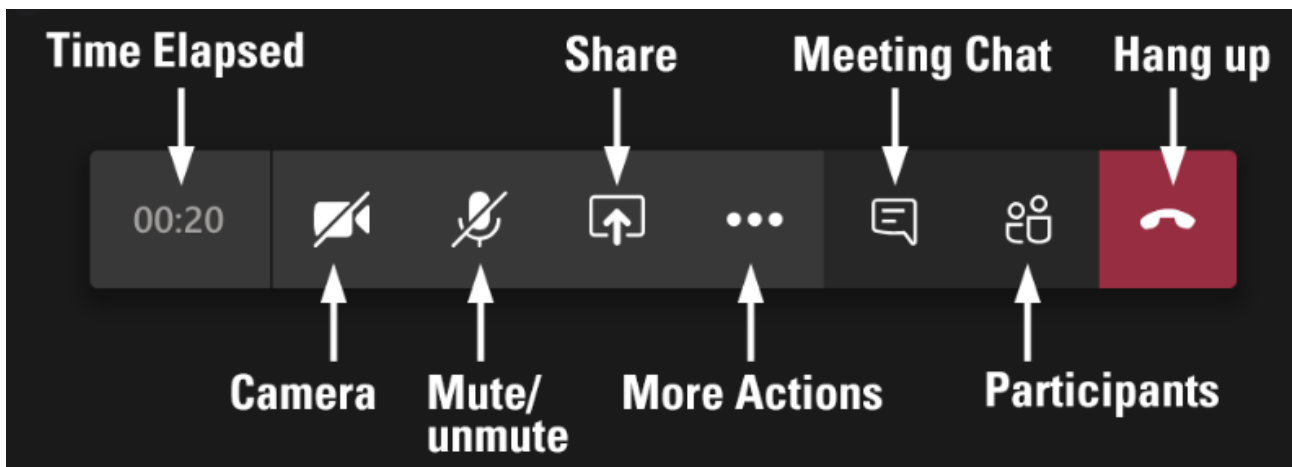 Time Elapsed
Share
Meeting Chat
Hang up
00:20
Camera
Mute/
unmute
More Actions
Participants